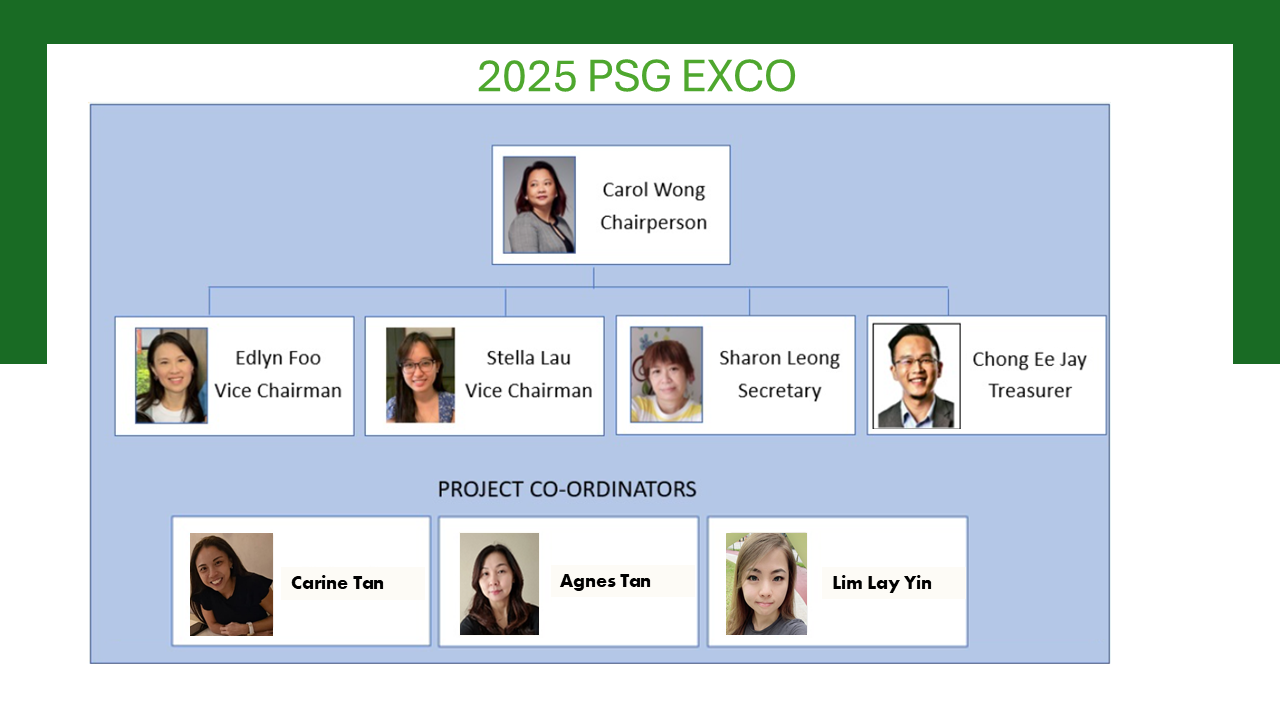 2025 PSG EXCO
Carol Wong
Chairperson
Edlyn Foo
Vice Chairman
Stella Lau
Vice Chairman
Sharon Leong
Secretary
Chong Ee Jay
Treasurer
PROJECT CO-ORDINATORS
Carine Tan
Agnes Tan
Lim Lay Yin